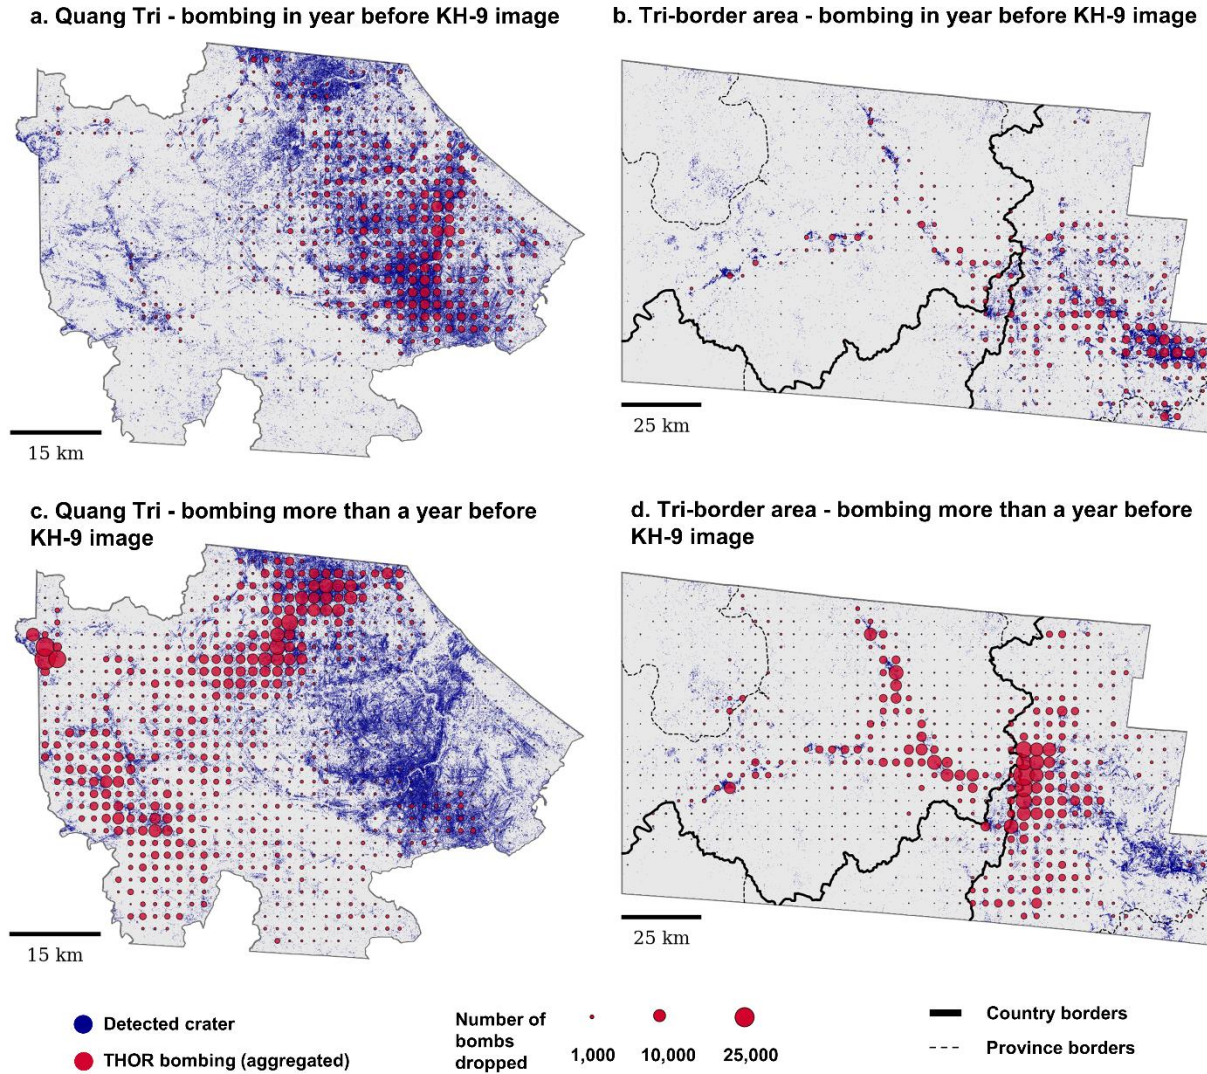 a. Quang Tri - bombing in year before KH-9 image
b. Tri-border area - bombing in year before KH-9 image
15 km
25 km
c. Quang Tri - bombing more than a year before
KH-9 image
d. Tri-border area - bombing more than a year before
KH-9 image
15 km
25 km
Detected crater
THOR bombing (aggregated)
Number of
bombs
dropped
1,000
10,000
25,000
Country borders
Province borders